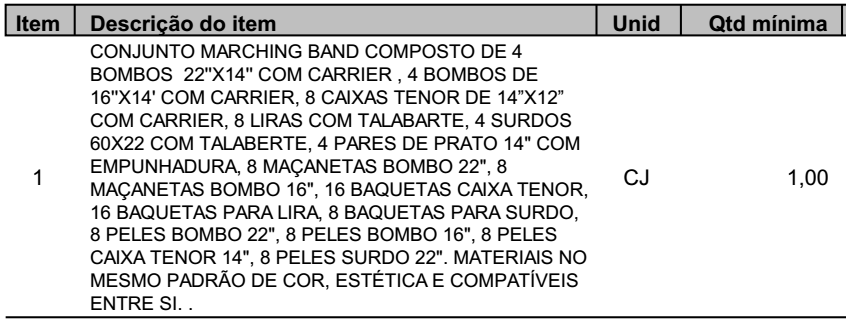 Item Descrição do item Unid Qtd mínima
CONJUNTO MARCHING BAND COMPOSTO DE 4
BOMBOS 22"X14" COM CARRIER , 4 BOMBOS DE
16"X14' COM CARRIER, 8 CAIXAS TENOR DE 14”X12”
COM CARRIER, 8 LIRAS COM TALABARTE, 4 SURDOS
60X22 COM TALABERTE, 4 PARES DE PRATO 14" COM
EMPUNHADURA, 8 MAÇANETAS BOMBO 22", 8
1 MAÇANETAS BOMBO 16", 16 BAQUETAS CAIXA TENOR, CJ 1,00
16 BAQUETAS PARA LIRA, 8 BAQUETAS PARA SURDO,
8 PELES BOMBO 22", 8 PELES BOMBO 16", 8 PELES
CAIXA TENOR 14", 8 PELES SURDO 22". MATERIAIS NO
MESMO PADRÃO DE COR, ESTÉTICA E COMPATÍVEIS
ENTRE SI. .